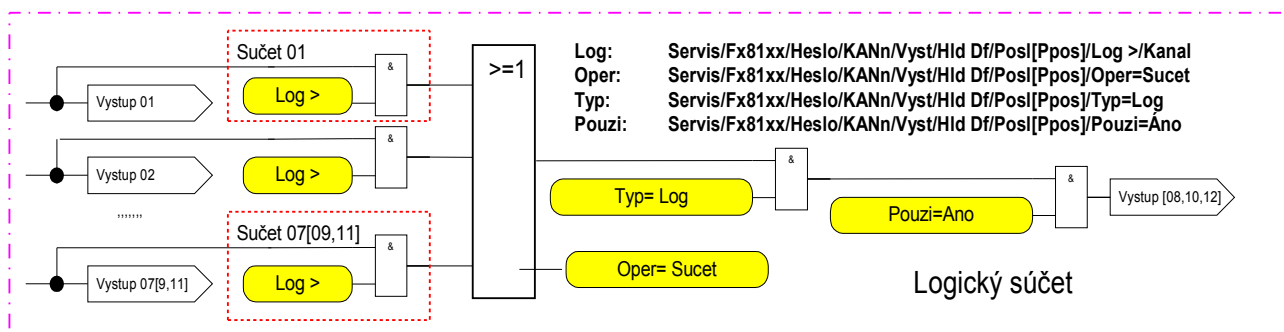 Sučet 01
&
Log >
Vystup 01
&
Log >
Vystup 02
,,,,,,,
Sučet 07[09,11]
&
Log >
Vystup 07[9,11]
>=1
Log: Servis/Fx81xx/Heslo/KANn/Vyst/Hld Df/Posl[Ppos]/Log >/Kanal
Oper: Servis/Fx81xx/Heslo/KANn/Vyst/Hld Df/Posl[Ppos]/Oper=Sucet
Typ: Servis/Fx81xx/Heslo/KANn/Vyst/Hld Df/Posl[Ppos]/Typ=Log
Pouzi: Servis/Fx81xx/Heslo/KANn/Vyst/Hld Df/Posl[Ppos]/Pouzi=Áno
&
Typ= Log
&
Pouzi=Ano
Vystup [08,10,12]
Oper= Sucet
Logický súčet